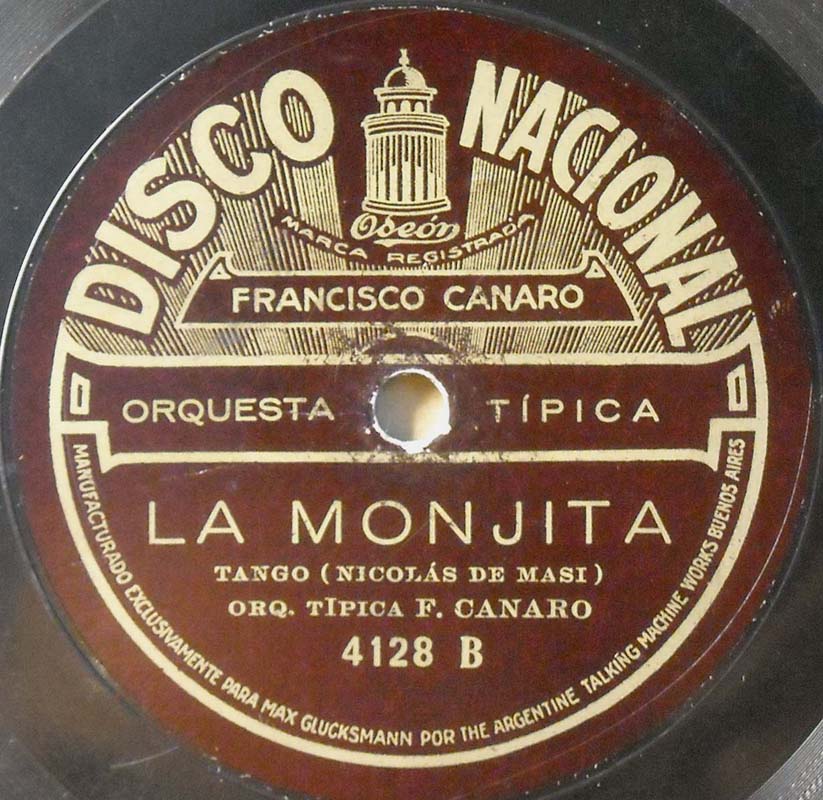 DISCO NACIONAL
Odeón
MARCA REGISTRADA
FRANCISCO CANARO
ORQUESTA TÍPICA
LA MONJITA
TANGO (NICOLÁS DE MASI)
ORQ. TÍPICA F. CANARO
4128 B
MANUFACTURADO EXCLUSIVAMENTE PARA MAX GLUCKSMANN POR THE ARGENTINE TALKING MACHINE WORKS BUENOS AIRES